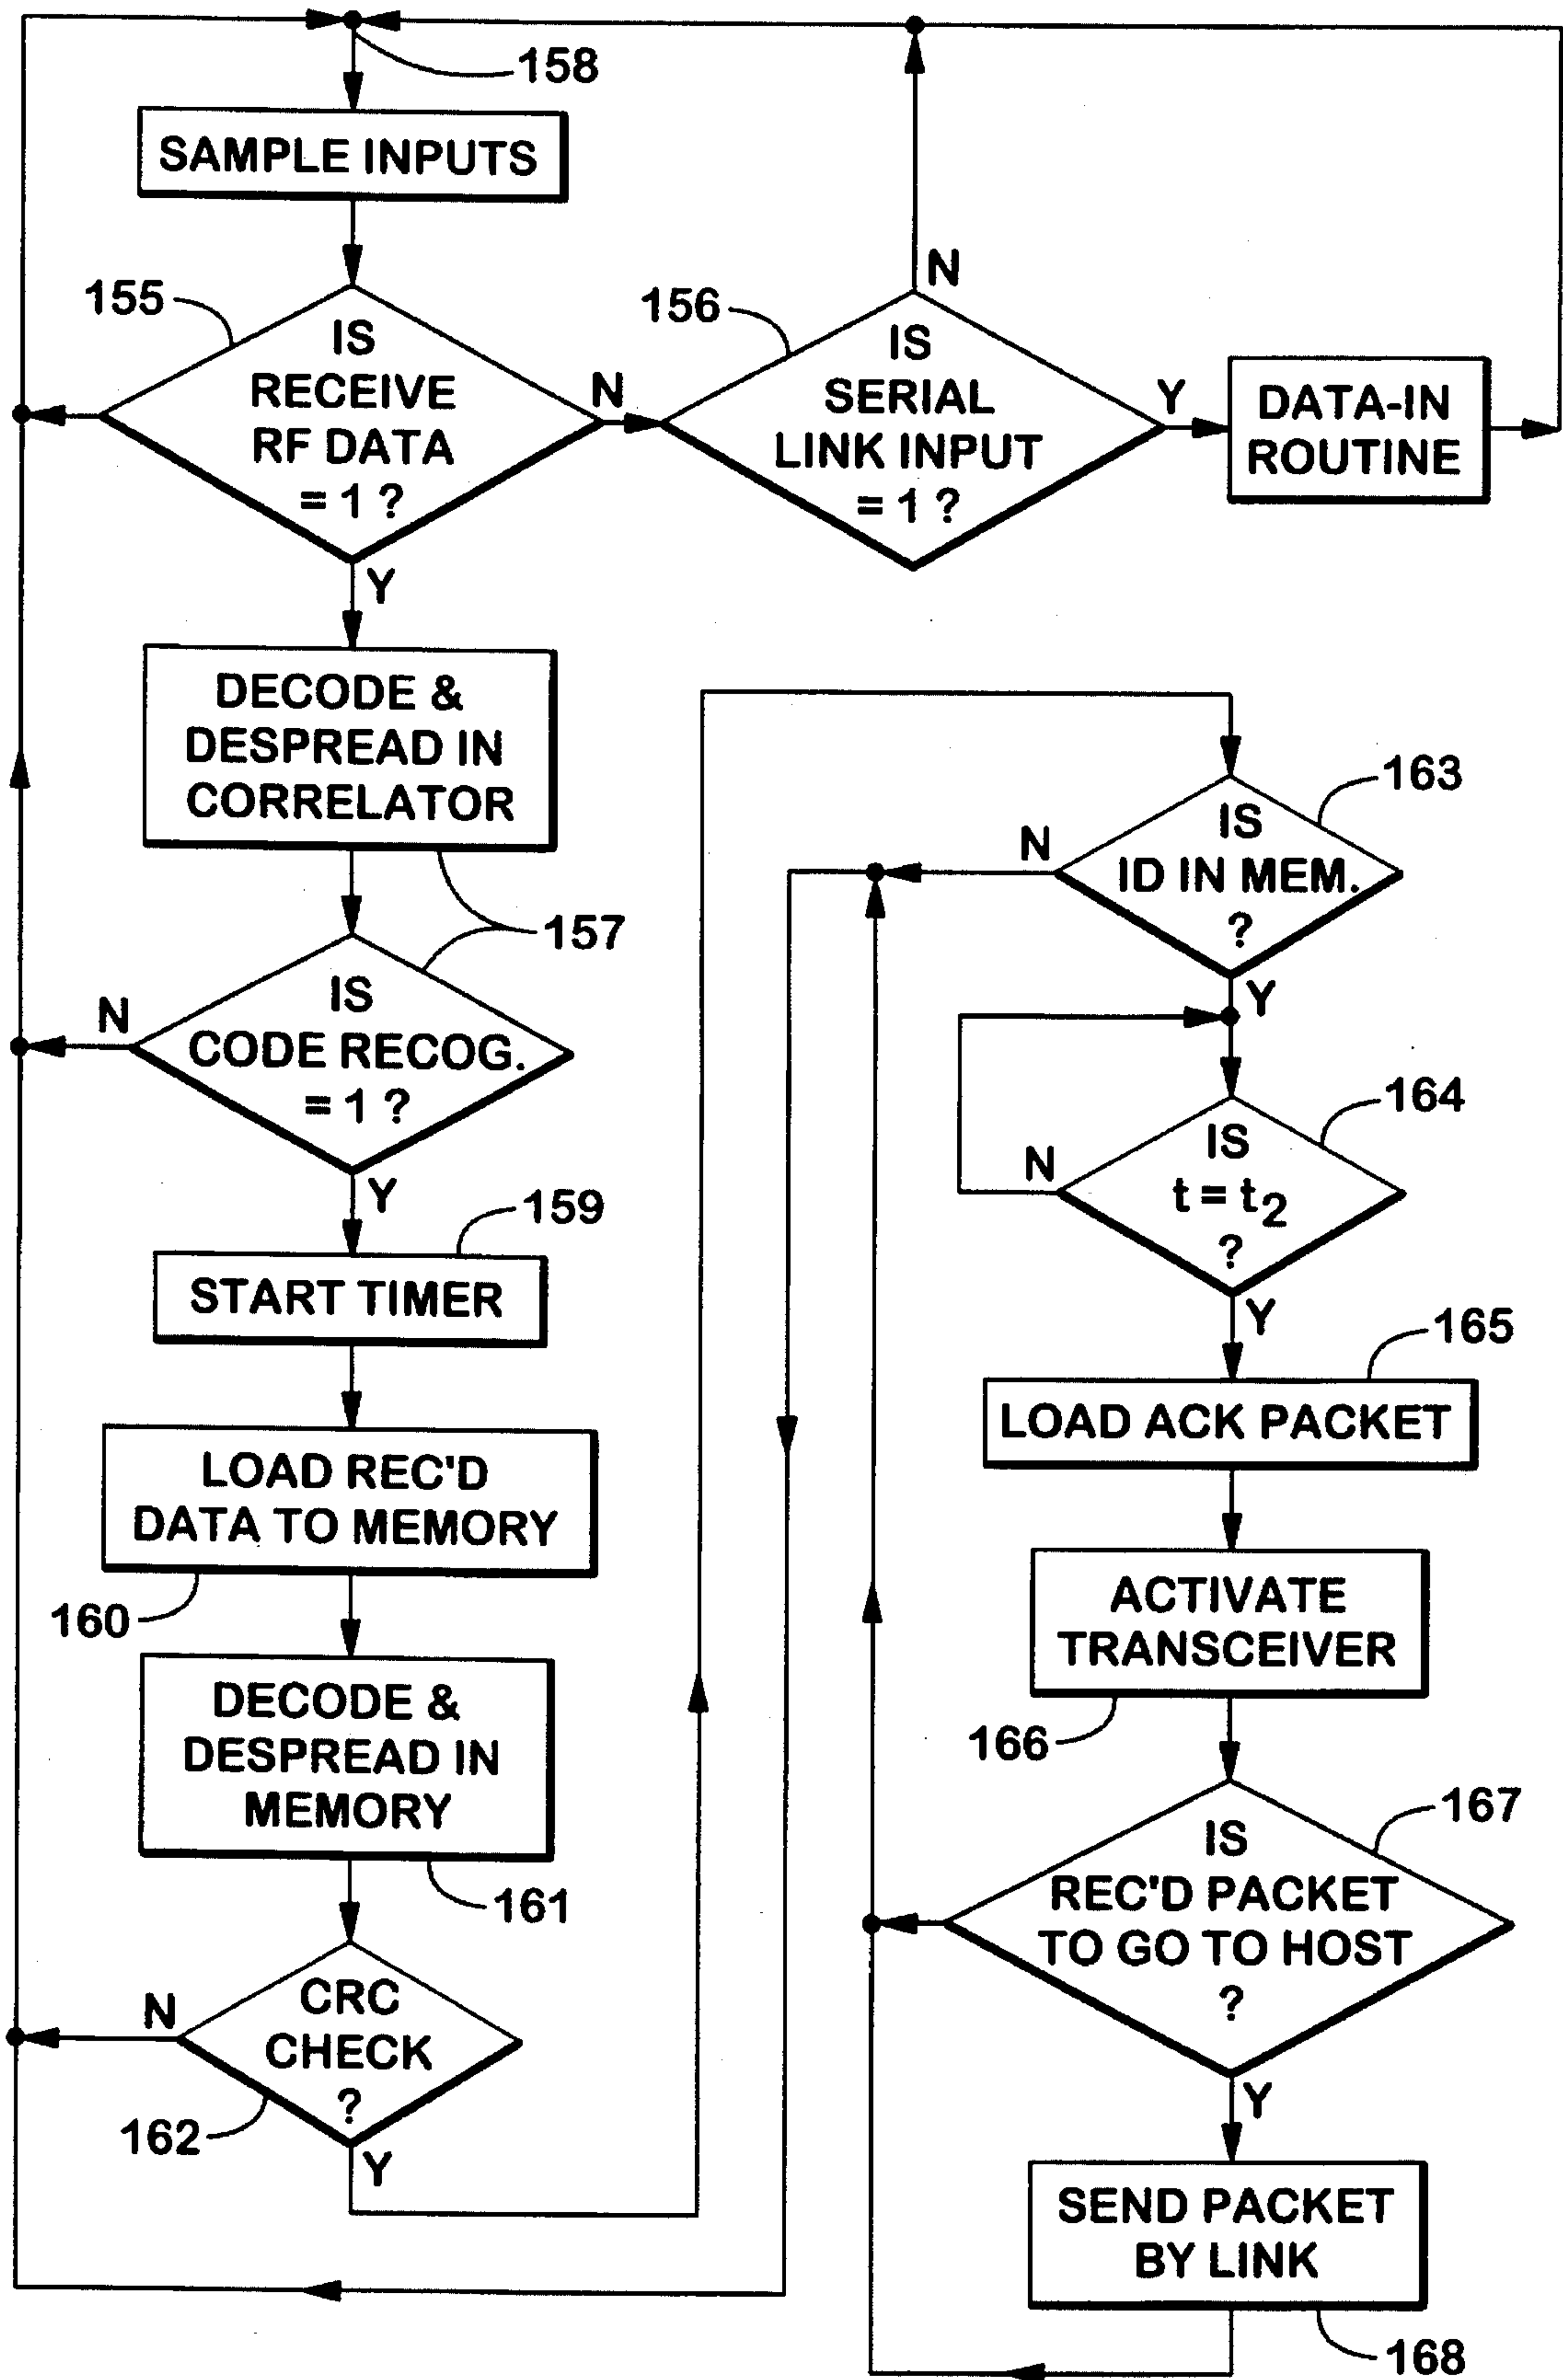 158
SAMPLE INPUTS
155
IS
RECEIVE
RF DATA
= 1 ?
N
Y
156
IS
SERIAL
LINK INPUT
= 1 ?
N
Y
DATA-IN
ROUTINE
DECODE &
DESPREAD IN
CORRELATOR
157
IS
CODE RECOG.
= 1 ?
N
Y
159
START TIMER
LOAD REC'D
DATA TO MEMORY
160
DECODE &
DESPREAD IN
MEMORY
161
CRC
CHECK
?
N
162
Y
163
IS
ID IN MEM.
?
N
Y
164
IS
t = t2
?
N
Y
165
LOAD ACK PACKET
ACTIVATE
TRANSCEIVER
166
167
IS
REC'D PACKET
TO GO TO HOST
?
Y
SEND PACKET
BY LINK
168